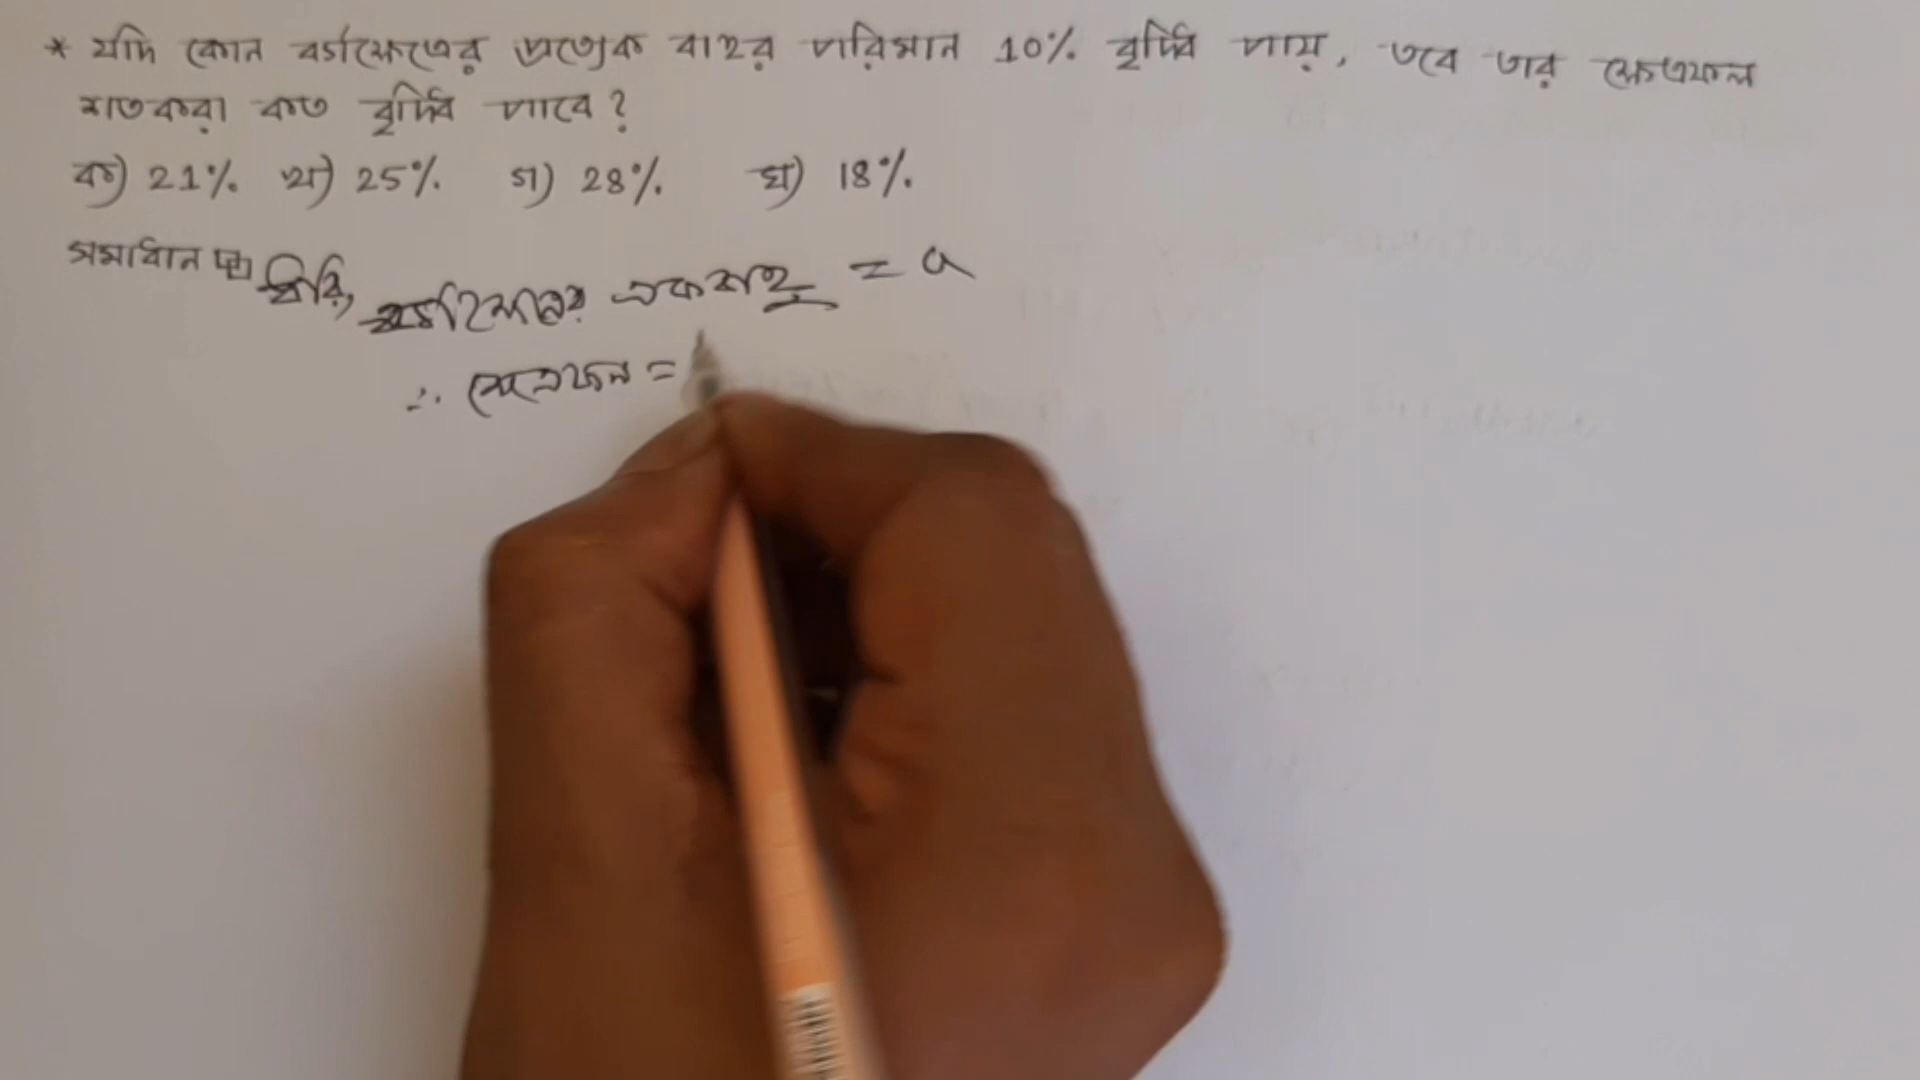 * যদি কোন বর্গক্ষেত্রের প্রত্যেক বাহুর পরিমান 10% বৃদ্ধি পায়, তবে তার ক্ষেত্রফল
শতকরা কত বৃদ্ধি পাবে?
ক) 21% খ) 25% গ) 28% ঘ) 18%
সমাধান ধরি, বর্গক্ষেত্রের একবাহু = a
∴ ক্ষেত্রফল =